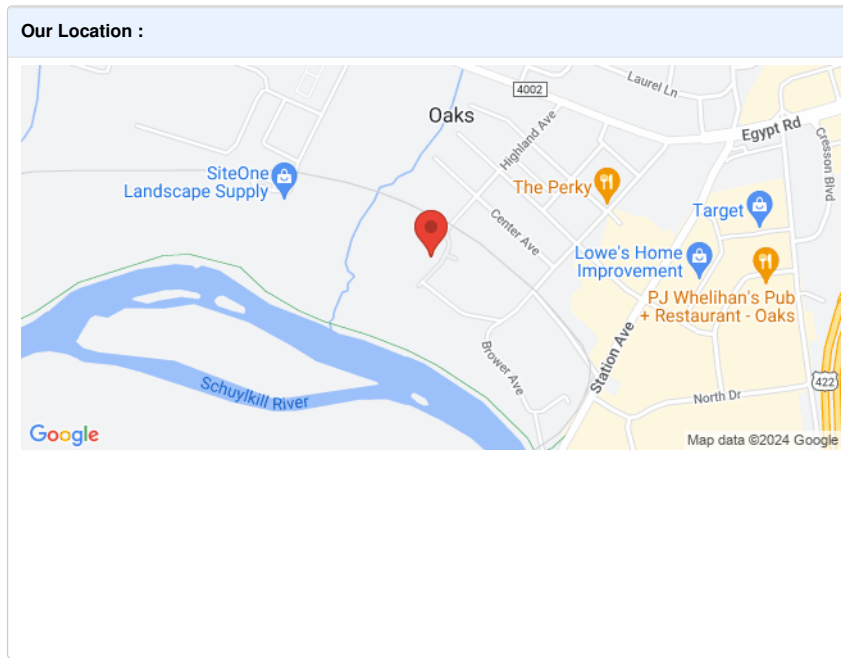 Our Location :
Laurel Ln
4002
Oaks
Highland Ave
Egypt Rd
Cresson Blvd
SiteOne
Landscape Supply
The Perky
Target
Center Ave
Lowe's Home
Improvement
PJ Whelihan's Pub
+ Restaurant - Oaks
Brower Ave
Station Ave
Schuylkill River
422
North Dr
Google
Map data ©2024 Google